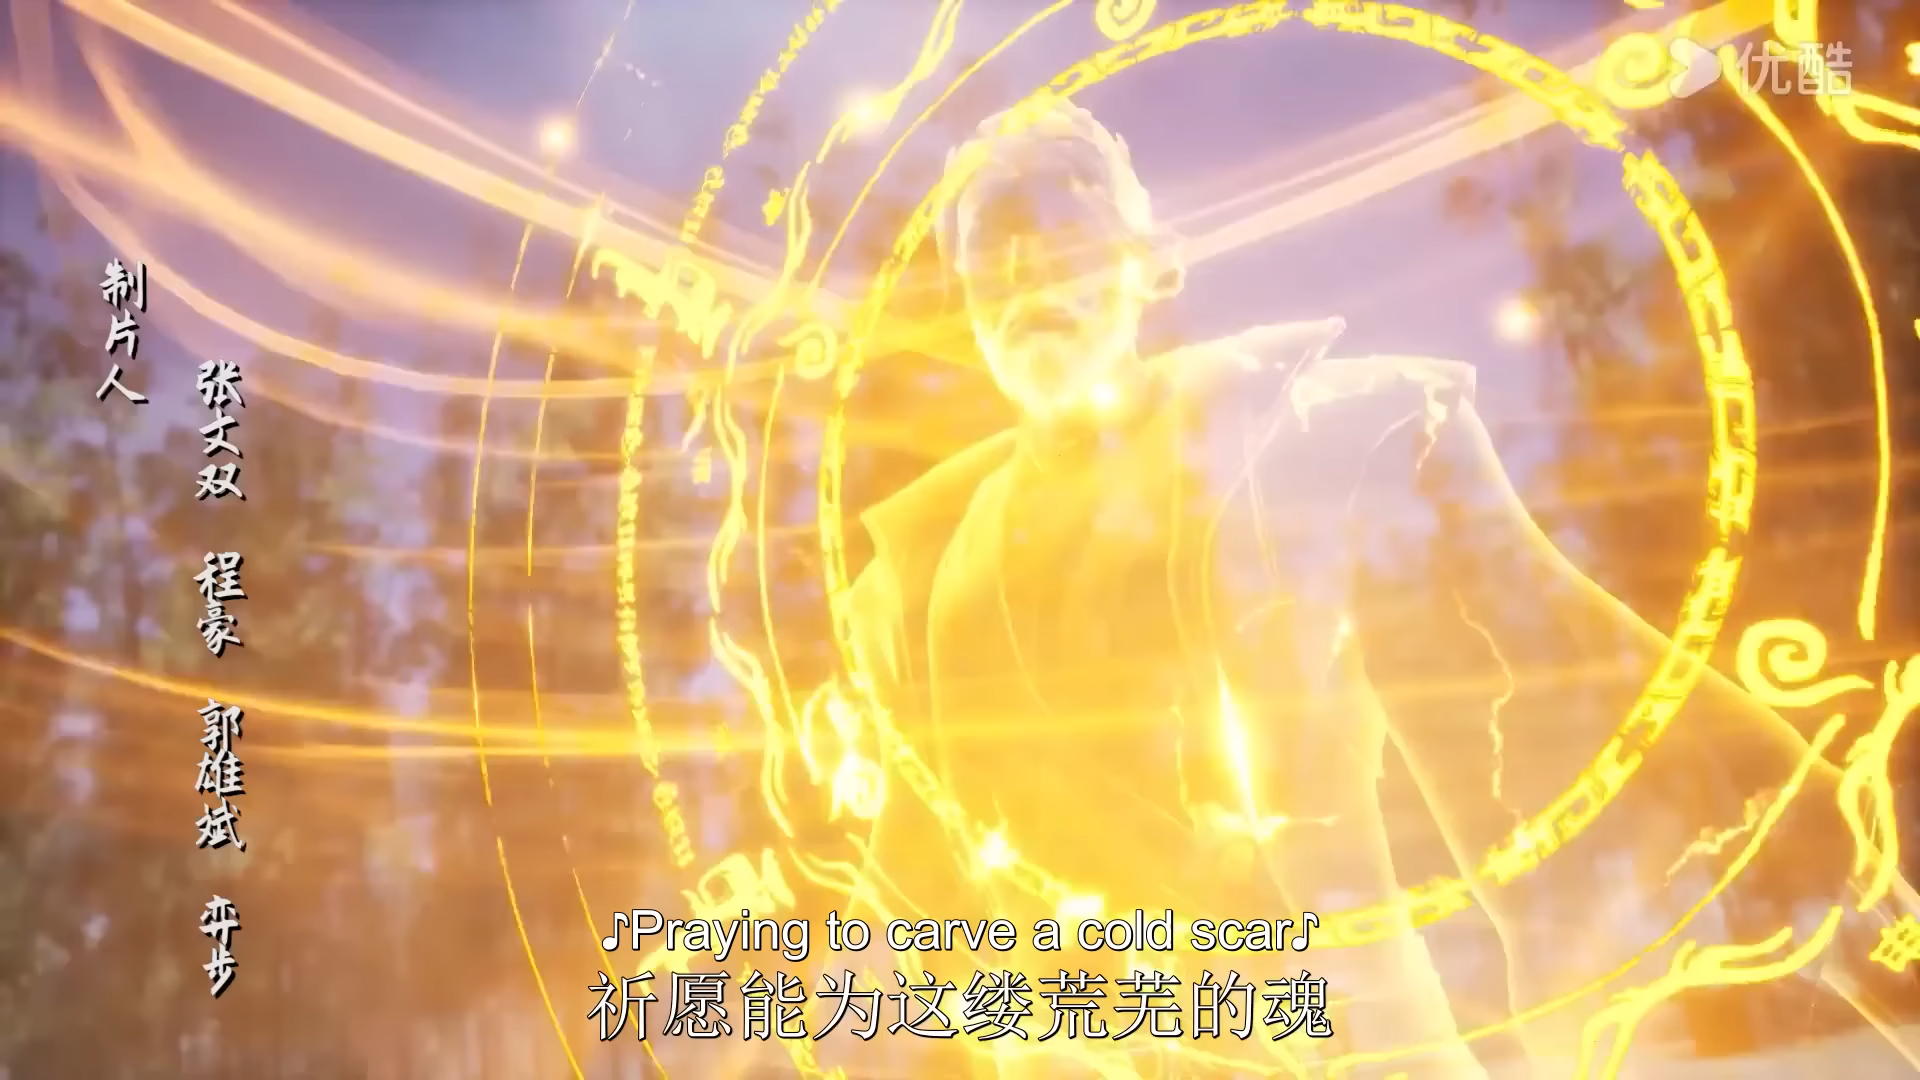 优酷
制片人
张文双 程豪 郭雄斌 弈步
♪Praying to carve a cold scar♪
祈愿能为这缕荒芜的魂